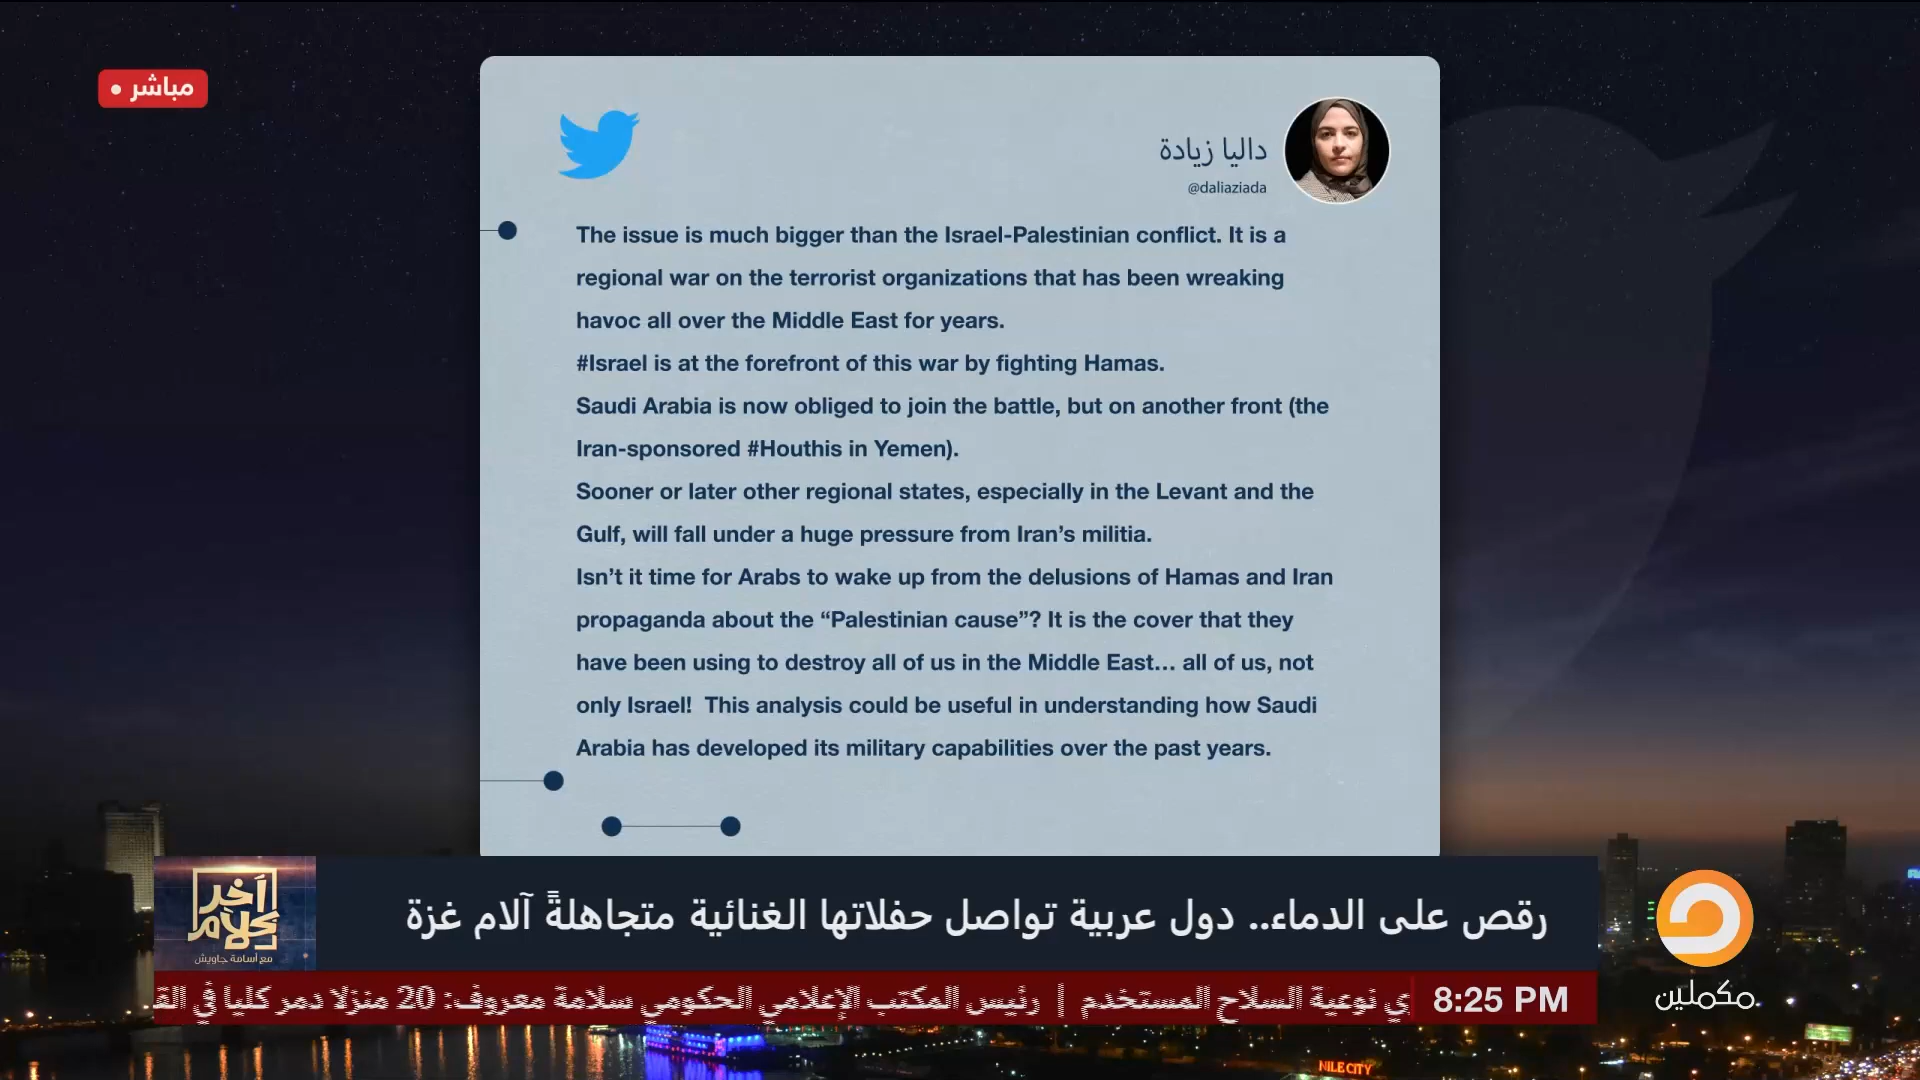 مباشر
داليا زيادة
@daliaziada
The issue is much bigger than the Israel-Palestinian conflict. It is a
regional war on the terrorist organizations that has been wreaking
havoc all over the Middle East for years.
#Israel is at the forefront of this war by fighting Hamas.
Saudi Arabia is now obliged to join the battle, but on another front (the
Iran-sponsored #Houthis in Yemen).
Sooner or later other regional states, especially in the Levant and the
Gulf, will fall under a huge pressure from Iran’s militia.
Isn’t it time for Arabs to wake up from the delusions of Hamas and Iran
propaganda about the “Palestinian cause”? It is the cover that they
have been using to destroy all of us in the Middle East… all of us, not
only Israel!  This analysis could be useful in understanding how Saudi
Arabia has developed its military capabilities over the past years.
رقص على الدماء.. دول عربية تواصل حفلاتها الغنائية متجاهلةً آلام غزة
آخر كلام
مع أسامة جاويش
8:25 PM
نوعية السلاح المستخدم | رئيس المكتب الإعلامي الحكومي سلامة معروف: 20 منزلا دمر كليا في
مكملين
NILE CITY